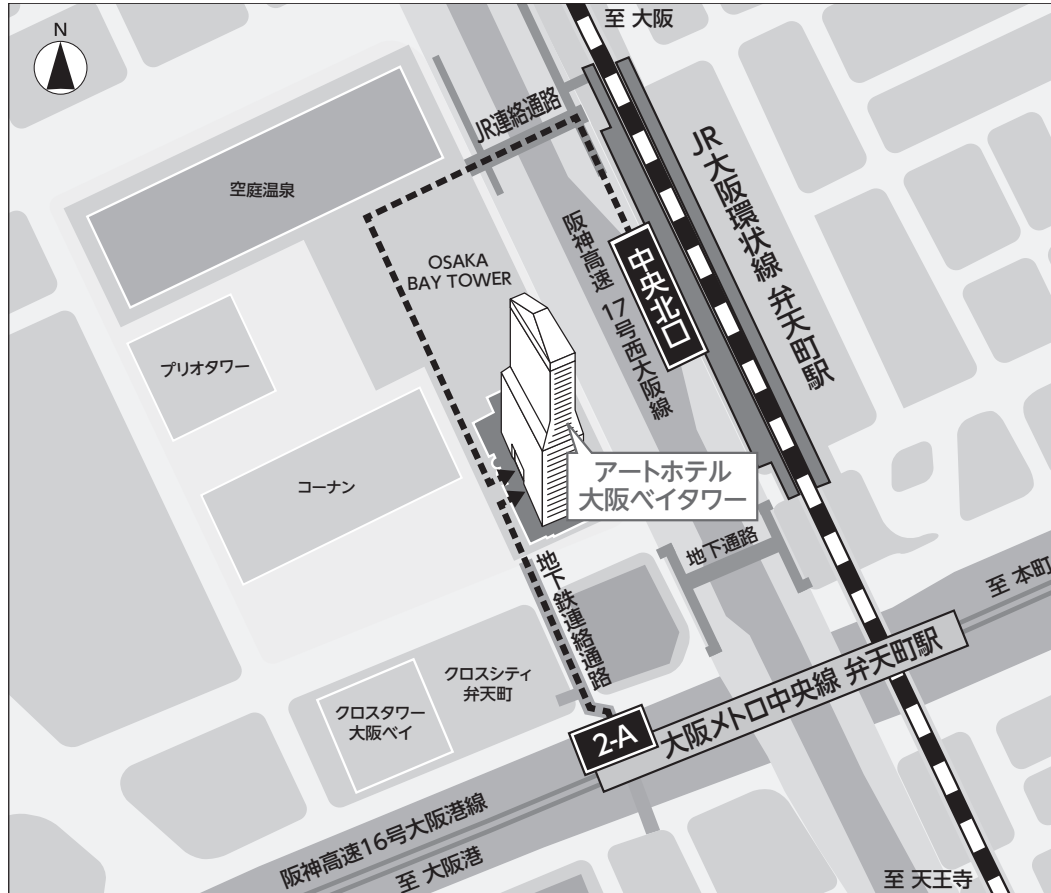 至 大阪
N
JR連絡通路
空庭温泉
JR大阪環状線 弁天町駅
OSAKA
BAY TOWER
阪神高速 17号西大阪線
中央北口
プリオタワー
アートホテル
大阪ベイタワー
コーナン
地下通路
地下鉄連絡通路
至 本町
クロスシティ
弁天町
大阪メトロ中央線 弁天町駅
クロスタワー
大阪ベイ
2-A
阪神高速16号大阪港線
至 大阪港
至 天王寺